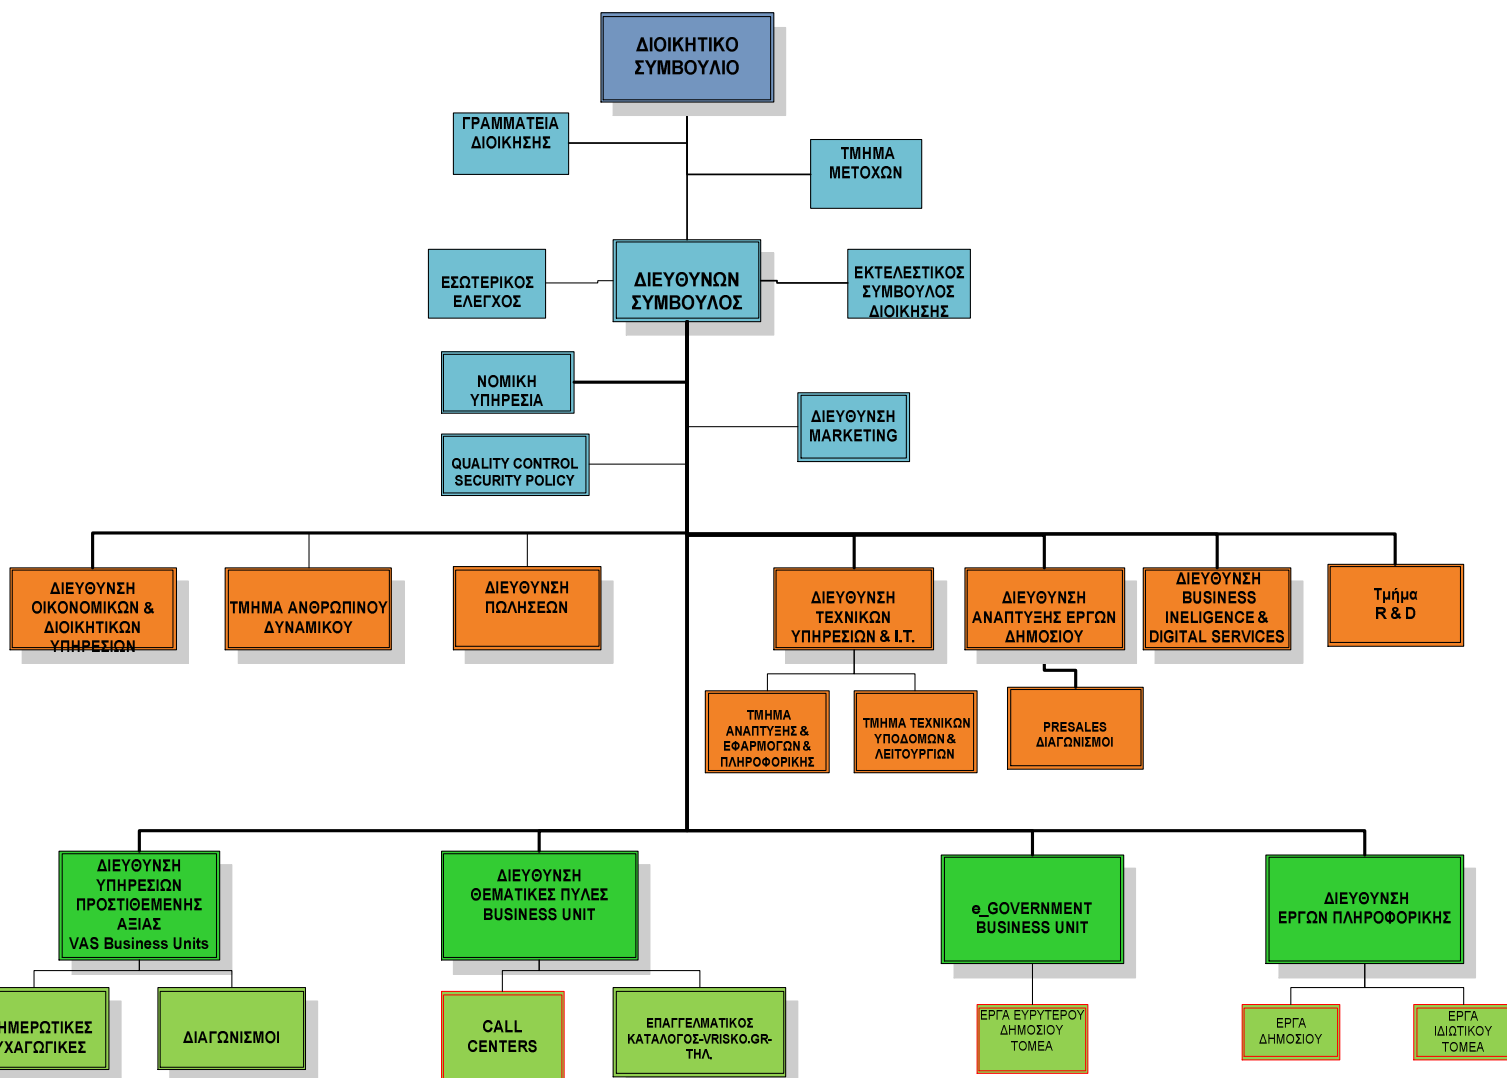 ΔΙΟΙΚΗΤΙΚΟ
ΣΥΜΒΟΥΛΙΟ
ΓΡΑΜΜΑΤΕΙΑ
ΔΙΟΙΚΗΣΗΣ
ΤΜΗΜΑ
ΜΕΤΟΧΩΝ
ΕΣΩΤΕΡΙΚΟΣ
ΕΛΕΓΧΟΣ
ΔΙΕΥΘΥΝΩΝ
ΣΥΜΒΟΥΛΟΣ
ΕΚΤΕΛΕΣΤΙΚΟΣ
ΣΥΜΒΟΥΛΟΣ
ΔΙΟΙΚΗΣΗΣ
ΝΟΜΙΚΗ
ΥΠΗΡΕΣΙΑ
ΔΙΕΥΘΥΝΣΗ
MARKETING
QUALITY CONTROL
SECURITY POLICY
ΔΙΕΥΘΥΝΣΗ
ΟΙΚΟΝΟΜΙΚΩΝ &
ΔΙΟΙΚΗΤΙΚΩΝ
ΥΠΗΡΕΣΙΩΝ
ΤΜΗΜΑ ΑΝΘΡΩΠΙΝΟΥ
ΔΥΝΑΜΙΚΟΥ
ΔΙΕΥΘΥΝΣΗ
ΠΩΛΗΣΕΩΝ
ΔΙΕΥΘΥΝΣΗ
ΤΕΧΝΙΚΩΝ
ΥΠΗΡΕΣΙΩΝ & I.T.
ΔΙΕΥΘΥΝΣΗ
ΑΝΑΠΤΥΞΗΣ ΕΡΓΩΝ
ΔΗΜΟΣΙΟΥ
ΔΙΕΥΘΥΝΣΗ
BUSINESS
INELIGENCE &
DIGITAL SERVICES
Τμήμα
R & D
ΤΜΗΜΑ
ΑΝΑΠΤΥΞΗΣ &
ΕΦΑΡΜΟΓΩΝ &
ΠΛΗΡΟΦΟΡΙΚΗΣ
ΤΜΗΜΑ ΤΕΧΝΙΚΩΝ
ΥΠΟΔΟΜΩΝ &
ΛΕΙΤΟΥΡΓΙΩΝ
PRESALES
ΔΙΑΓΩΝΙΣΜΟΙ
ΔΙΕΥΘΥΝΣΗ
ΥΠΗΡΕΣΙΩΝ
ΠΡΟΣΤΙΘΕΜΕΝΗΣ
ΑΞΙΑΣ
VAS Business Units
ΔΙΕΥΘΥΝΣΗ
ΘΕΜΑΤΙΚΕΣ ΠΥΛΕΣ
BUSINESS UNIT
e_GOVERNMENT
BUSINESS UNIT
ΔΙΕΥΘΥΝΣΗ
ΕΡΓΩΝ ΠΛΗΡΟΦΟΡΙΚΗΣ
ΗΜΕΡΩΤΙΚΕΣ
ΥΧΑΓΩΓΙΚΕΣ
ΔΙΑΓΩΝΙΣΜΟΙ
CALL
CENTERS
ΕΠΑΓΓΕΛΜΑΤΙΚΟΣ
ΚΑΤΑΛΟΓΟΣ-VRISKO.GR-
ΤΗΛ.
ΕΡΓΑ ΕΥΡΥΤΕΡΟΥ
ΔΗΜΟΣΙΟΥ
ΤΟΜΕΑ
ΕΡΓΑ
ΔΗΜΟΣΙΟΥ
ΕΡΓΑ
ΙΔΙΩΤΙΚΟΥ
ΤΟΜΕΑ